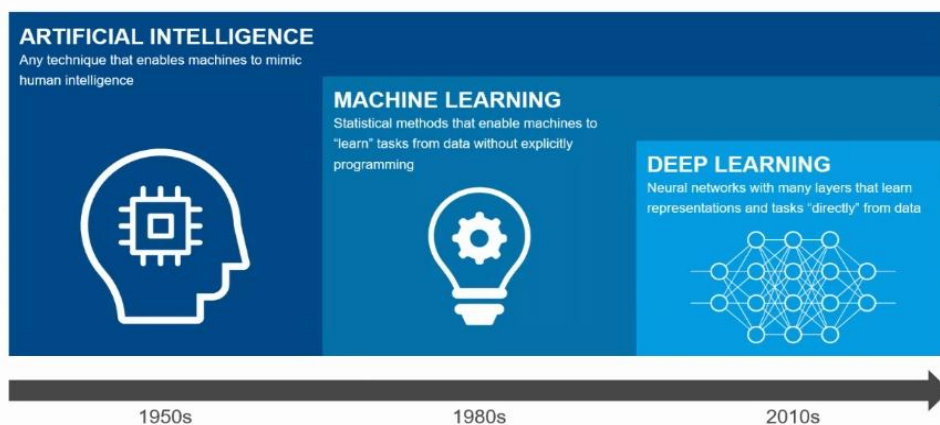 ARTIFICIAL INTELLIGENCE
Any technique that enables machines to mimic
human intelligence
MACHINE LEARNING
Statistical methods that enable machines to
“learn” tasks from data without explicitly
programming
DEEP LEARNING
Neural networks with many layers that learn
representations and tasks “directly” from data
1950s
1980s
2010s